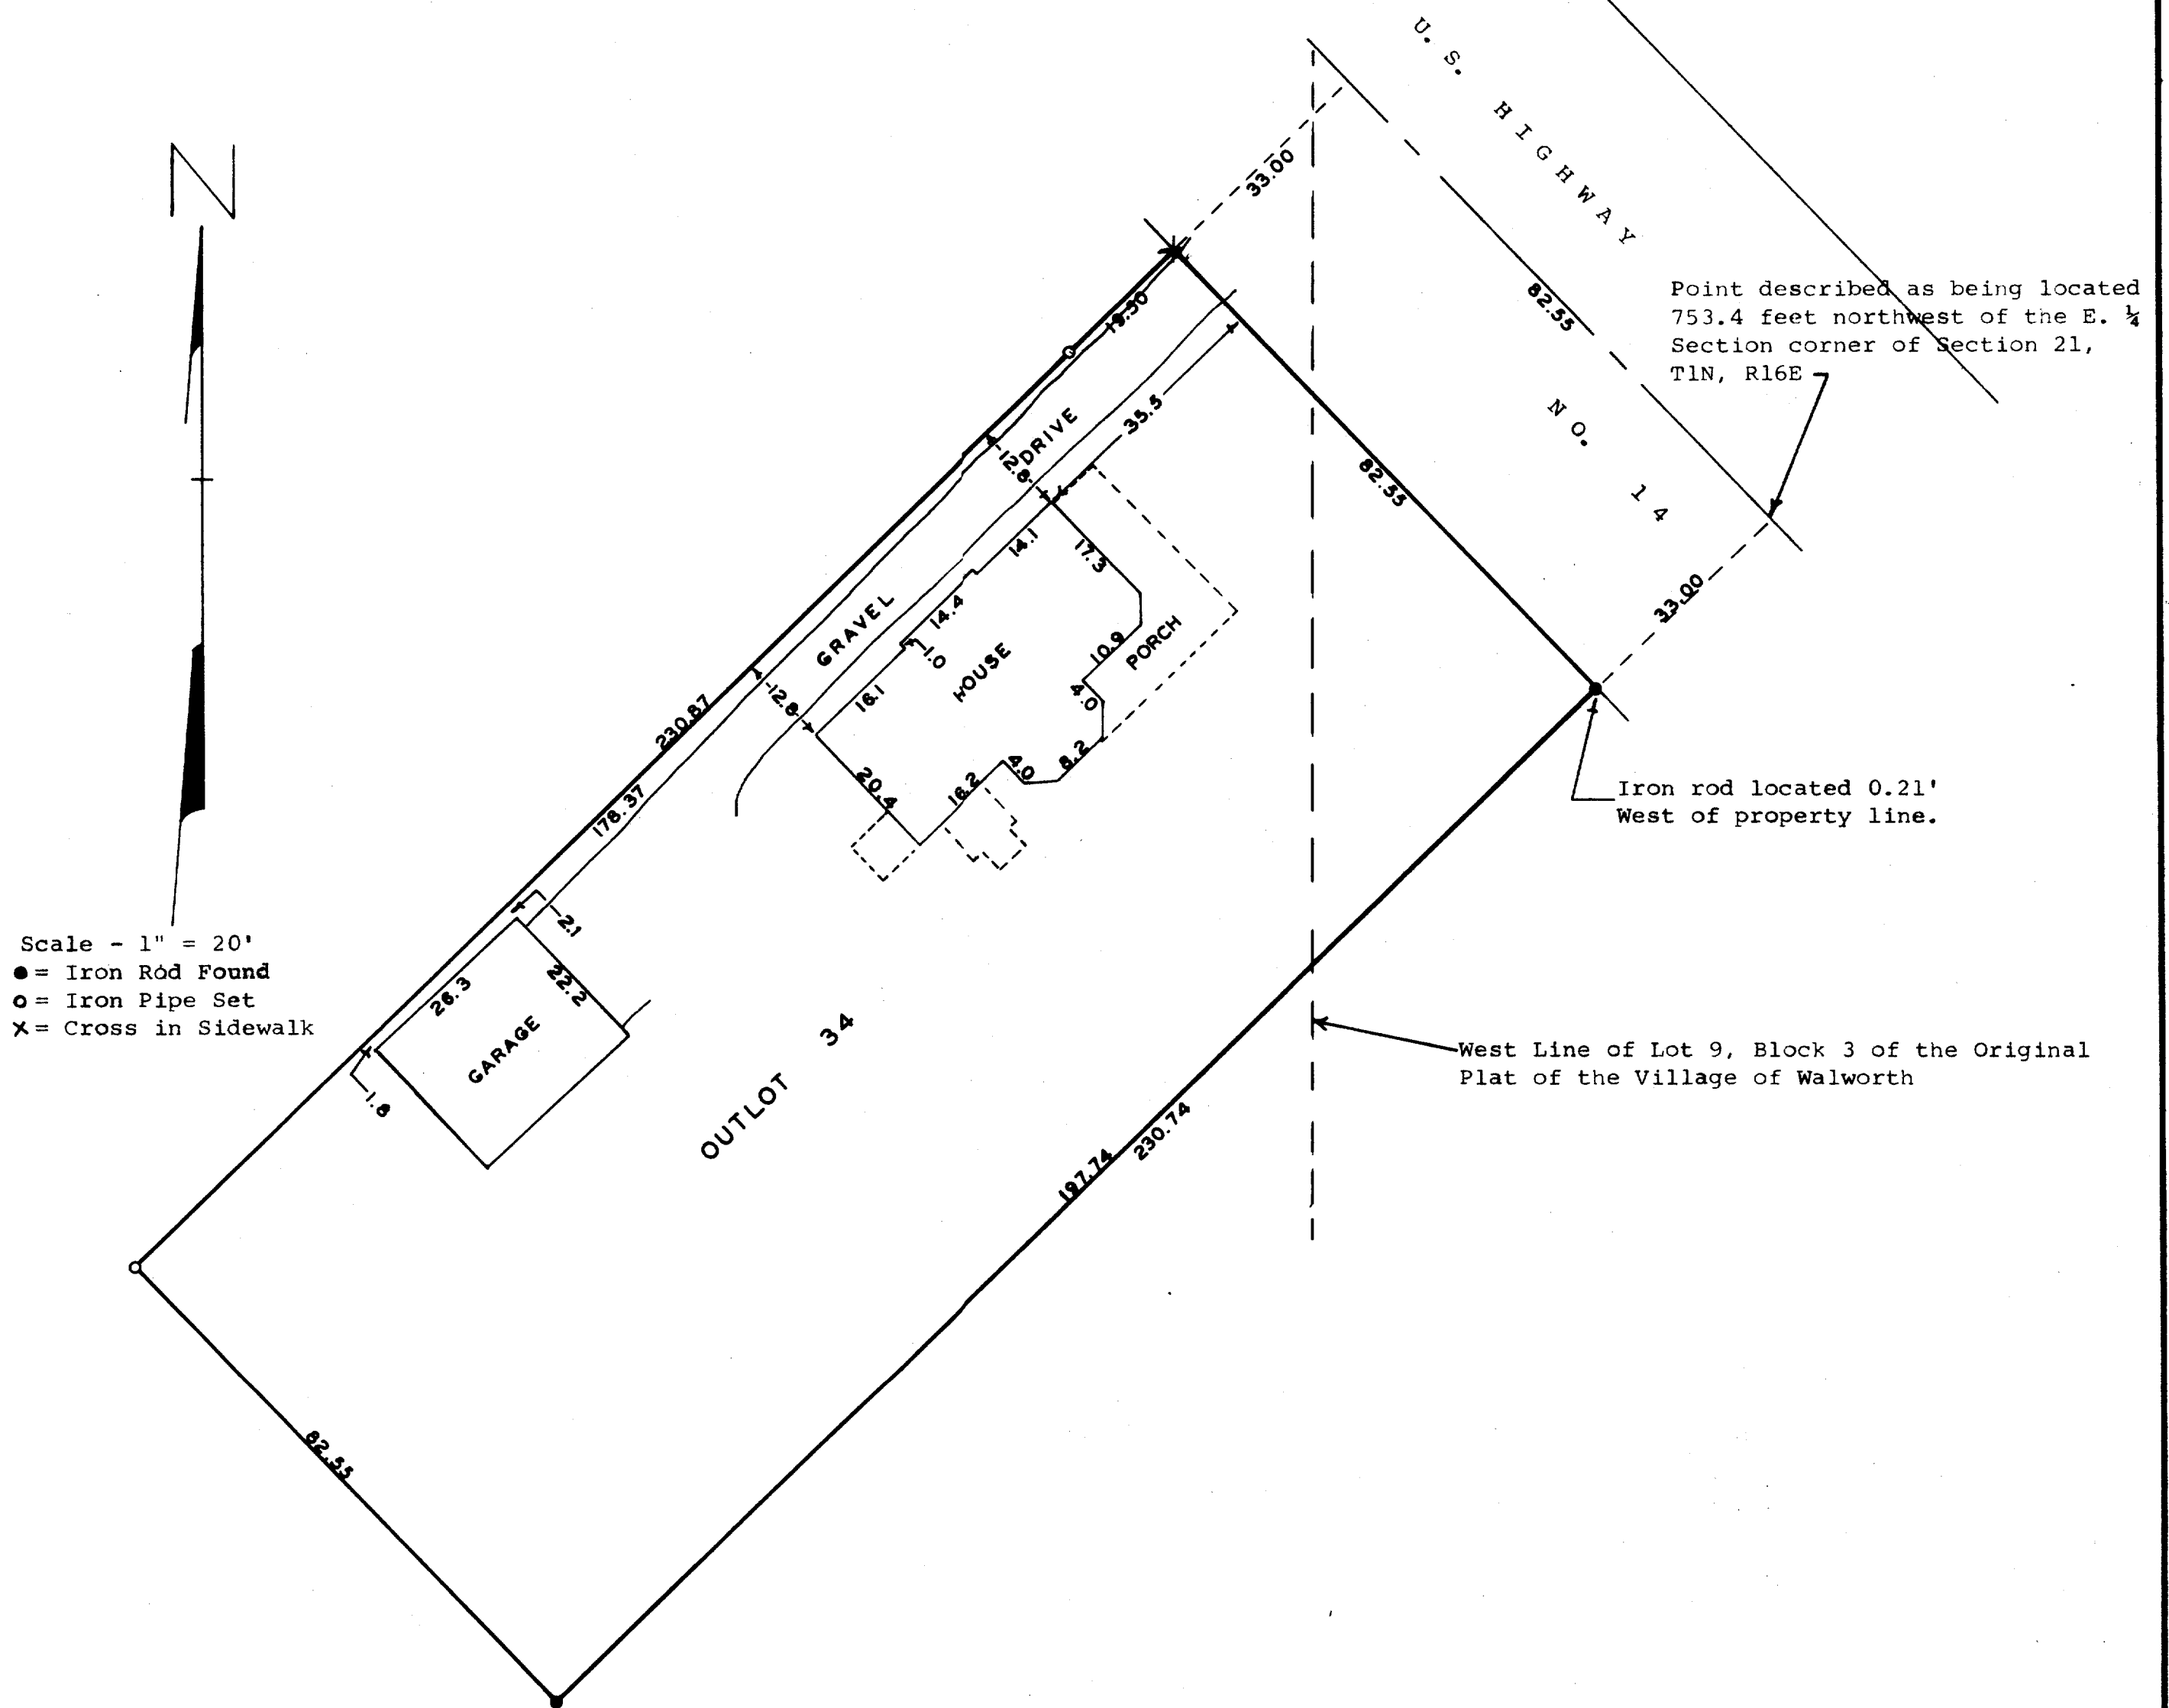 U. S. HIGHWAY NO. 14
N
33.00
82.55
Point described as being located
753.4 feet northwest of the E. ¼
Section corner of Section 21,
T1N, R16E
19.50
35.5
DRIVE
12.8
82.55
14.1
17.3
33.00
GRAVEL
14.4
1.0
HOUSE
10.9
PORCH
4.0
16.1
12.8
230.87
178.37
20.4
16.2
4.0
8.2
Iron rod located 0.21'
West of property line.
2.1
Scale - 1" = 20'
●= Iron Rod Found
o= Iron Pipe Set
X= Cross in Sidewalk
26.3
22.2
GARAGE
1.8
OUTLOT 34
West Line of Lot 9, Block 3 of the Original
Plat of the Village of Walworth
197.74
230.74
82.55